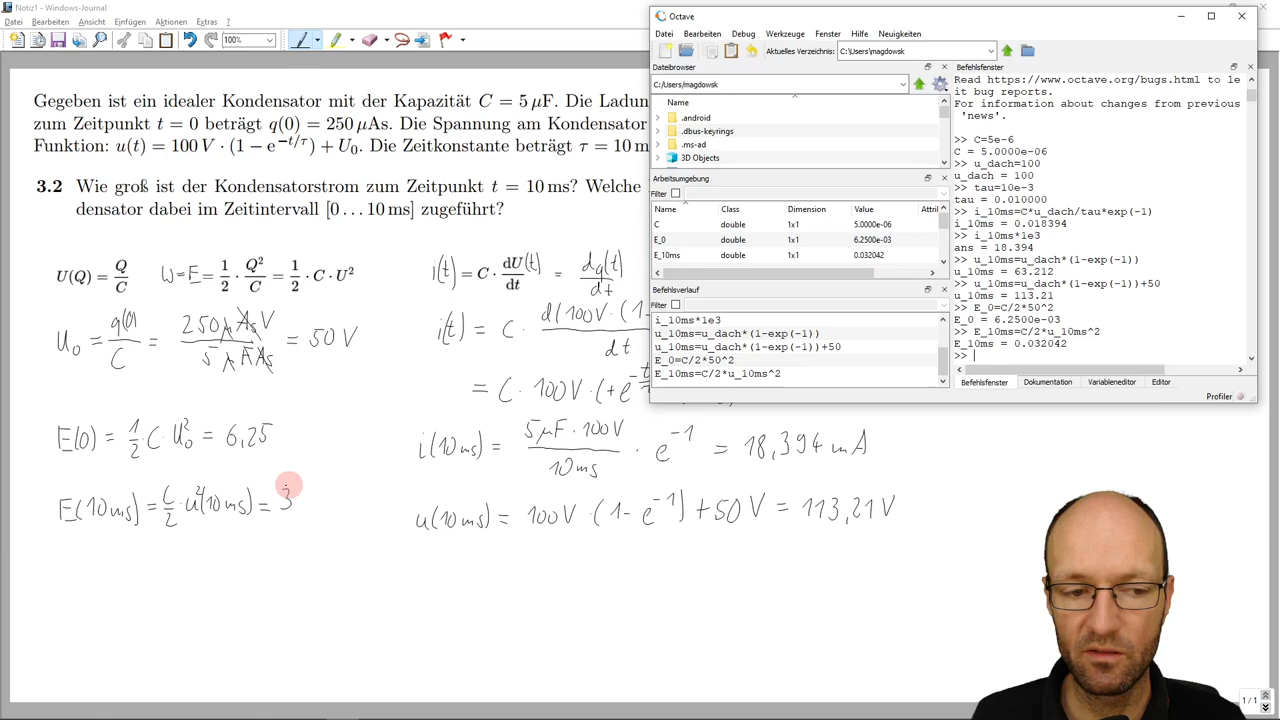 Notiz1 - Windows-Journal
Datei Bearbeiten Ansicht Einfügen Aktionen Extras ?
100%
Gegeben ist ein idealer Kondensator mit der Kapazität C = 5 μF. Die Ladun
zum Zeitpunkt t = 0 beträgt q(0) = 250 μAs. Die Spannung am Kondensator
Funktion: u(t) = 100 V · (1 − e^{−t/τ}) + U₀. Die Zeitkonstante beträgt τ = 10 m
3.2 Wie groß ist der Kondensatorstrom zum Zeitpunkt t = 10 ms? Welche
densator dabei im Zeitintervall [0 … 10 ms] zugeführt?
U(Q) = Q/C W=E = 1/2 · Q²/C = 1/2 · C · U²
i(t) = C · dU(t)/dt = dq(t)/dt
U₀ = q(0)/C = 250 μAsV / 5 μAs = 50 V
i(t) = C · d(100V · (1- / dt
= C · 100V · (+e^-t
E(0) = 1/2 · C · U₀² = 6,25
i(10ms) = 5μF · 100V / 10ms · e⁻¹ = 18,394 mA
E(10ms) = C/2 · u²(10ms) = 3
u(10ms) = 100V · (1 - e⁻¹) + 50V = 113,21 V
Octave
Datei Bearbeiten Debug Werkzeuge Fenster Hilfe Neuigkeiten
Aktuelles Verzeichnis: C:\Users\magdowsk
Dateibrowser
C:/Users/magdowsk
Name
.android
.dbus-keyrings
.ms-ad
3D Objects
Arbeitsumgebung
Filter
Name Class Dimension Value Attril
C double 1x1 5.0000e-06
E_0 double 1x1 6.2500e-03
E_10ms double 1x1 0.032042
Befehlsverlauf
Filter
i_10ms*1e3
u_10ms=u_dach*(1-exp(-1))
u_10ms=u_dach*(1-exp(-1))+50
E_0=C/2*50^2
E_10ms=C/2*u_10ms^2
Befehlsfenster
Read https://www.octave.org/bugs.html to le
it bug reports.
For information about changes from previous
'news'.
>> C=5e-6
C = 5.0000e-06
>> u_dach=100
u_dach = 100
>> tau=10e-3
tau = 0.010000
>> i_10ms=C*u_dach/tau*exp(-1)
i_10ms = 0.018394
>> i_10ms*1e3
ans = 18.394
>> u_10ms=u_dach*(1-exp(-1))
u_10ms = 63.212
>> u_10ms=u_dach*(1-exp(-1))+50
u_10ms = 113.21
>> E_0=C/2*50^2
E_0 = 6.2500e-03
>> E_10ms=C/2*u_10ms^2
E_10ms = 0.032042
>>
Befehlsfenster Dokumentation Variableneditor Editor
Profiler
1/1